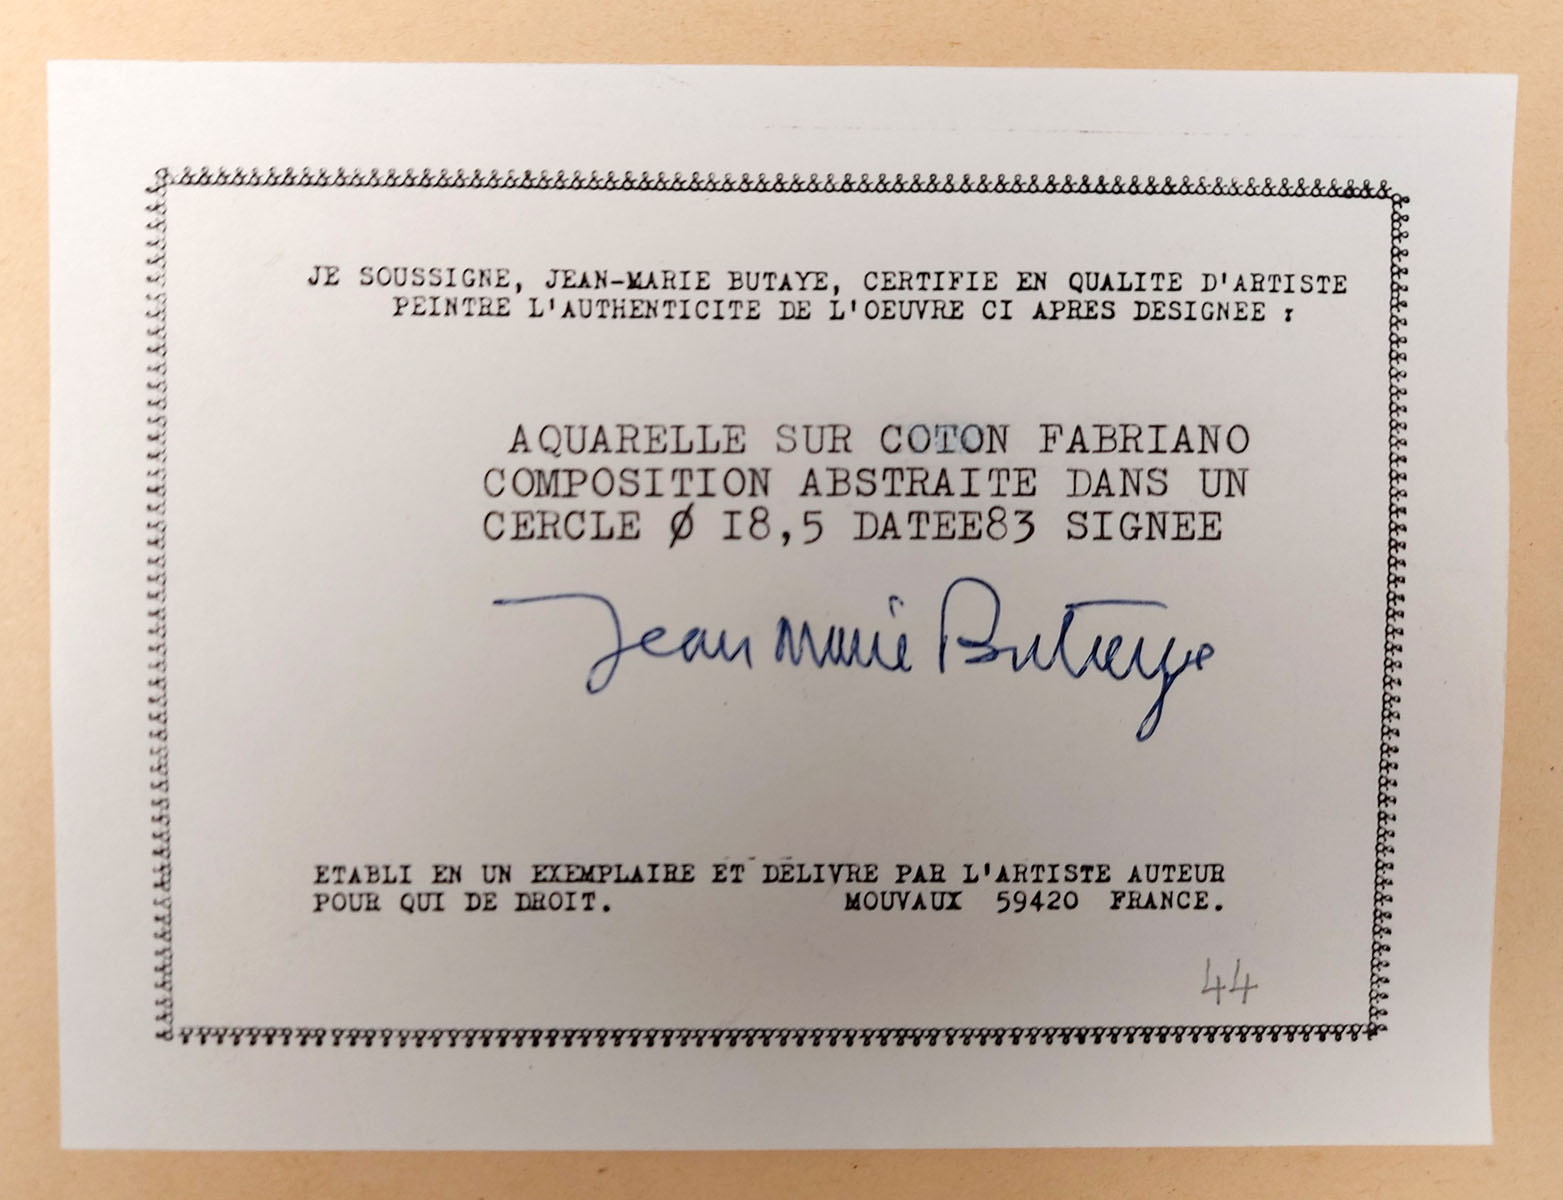 JE SOUSSIGNE, JEAN-MARIE BUTAYE, CERTIFIE EN QUALITE D'ARTISTE
PEINTRE L'AUTHENTICITE DE L'OEUVRE CI APRES DESIGNEE :
AQUARELLE SUR COTON FABRIANO
COMPOSITION ABSTRAITE DANS UN
CERCLE Ø I8,5 DATEE83 SIGNEE
Jean Marie Butaye
ETABLI EN UN EXEMPLAIRE ET DELIVRE PAR L'ARTISTE AUTEUR
POUR QUI DE DROIT. MOUVAUX 59420 FRANCE.
44